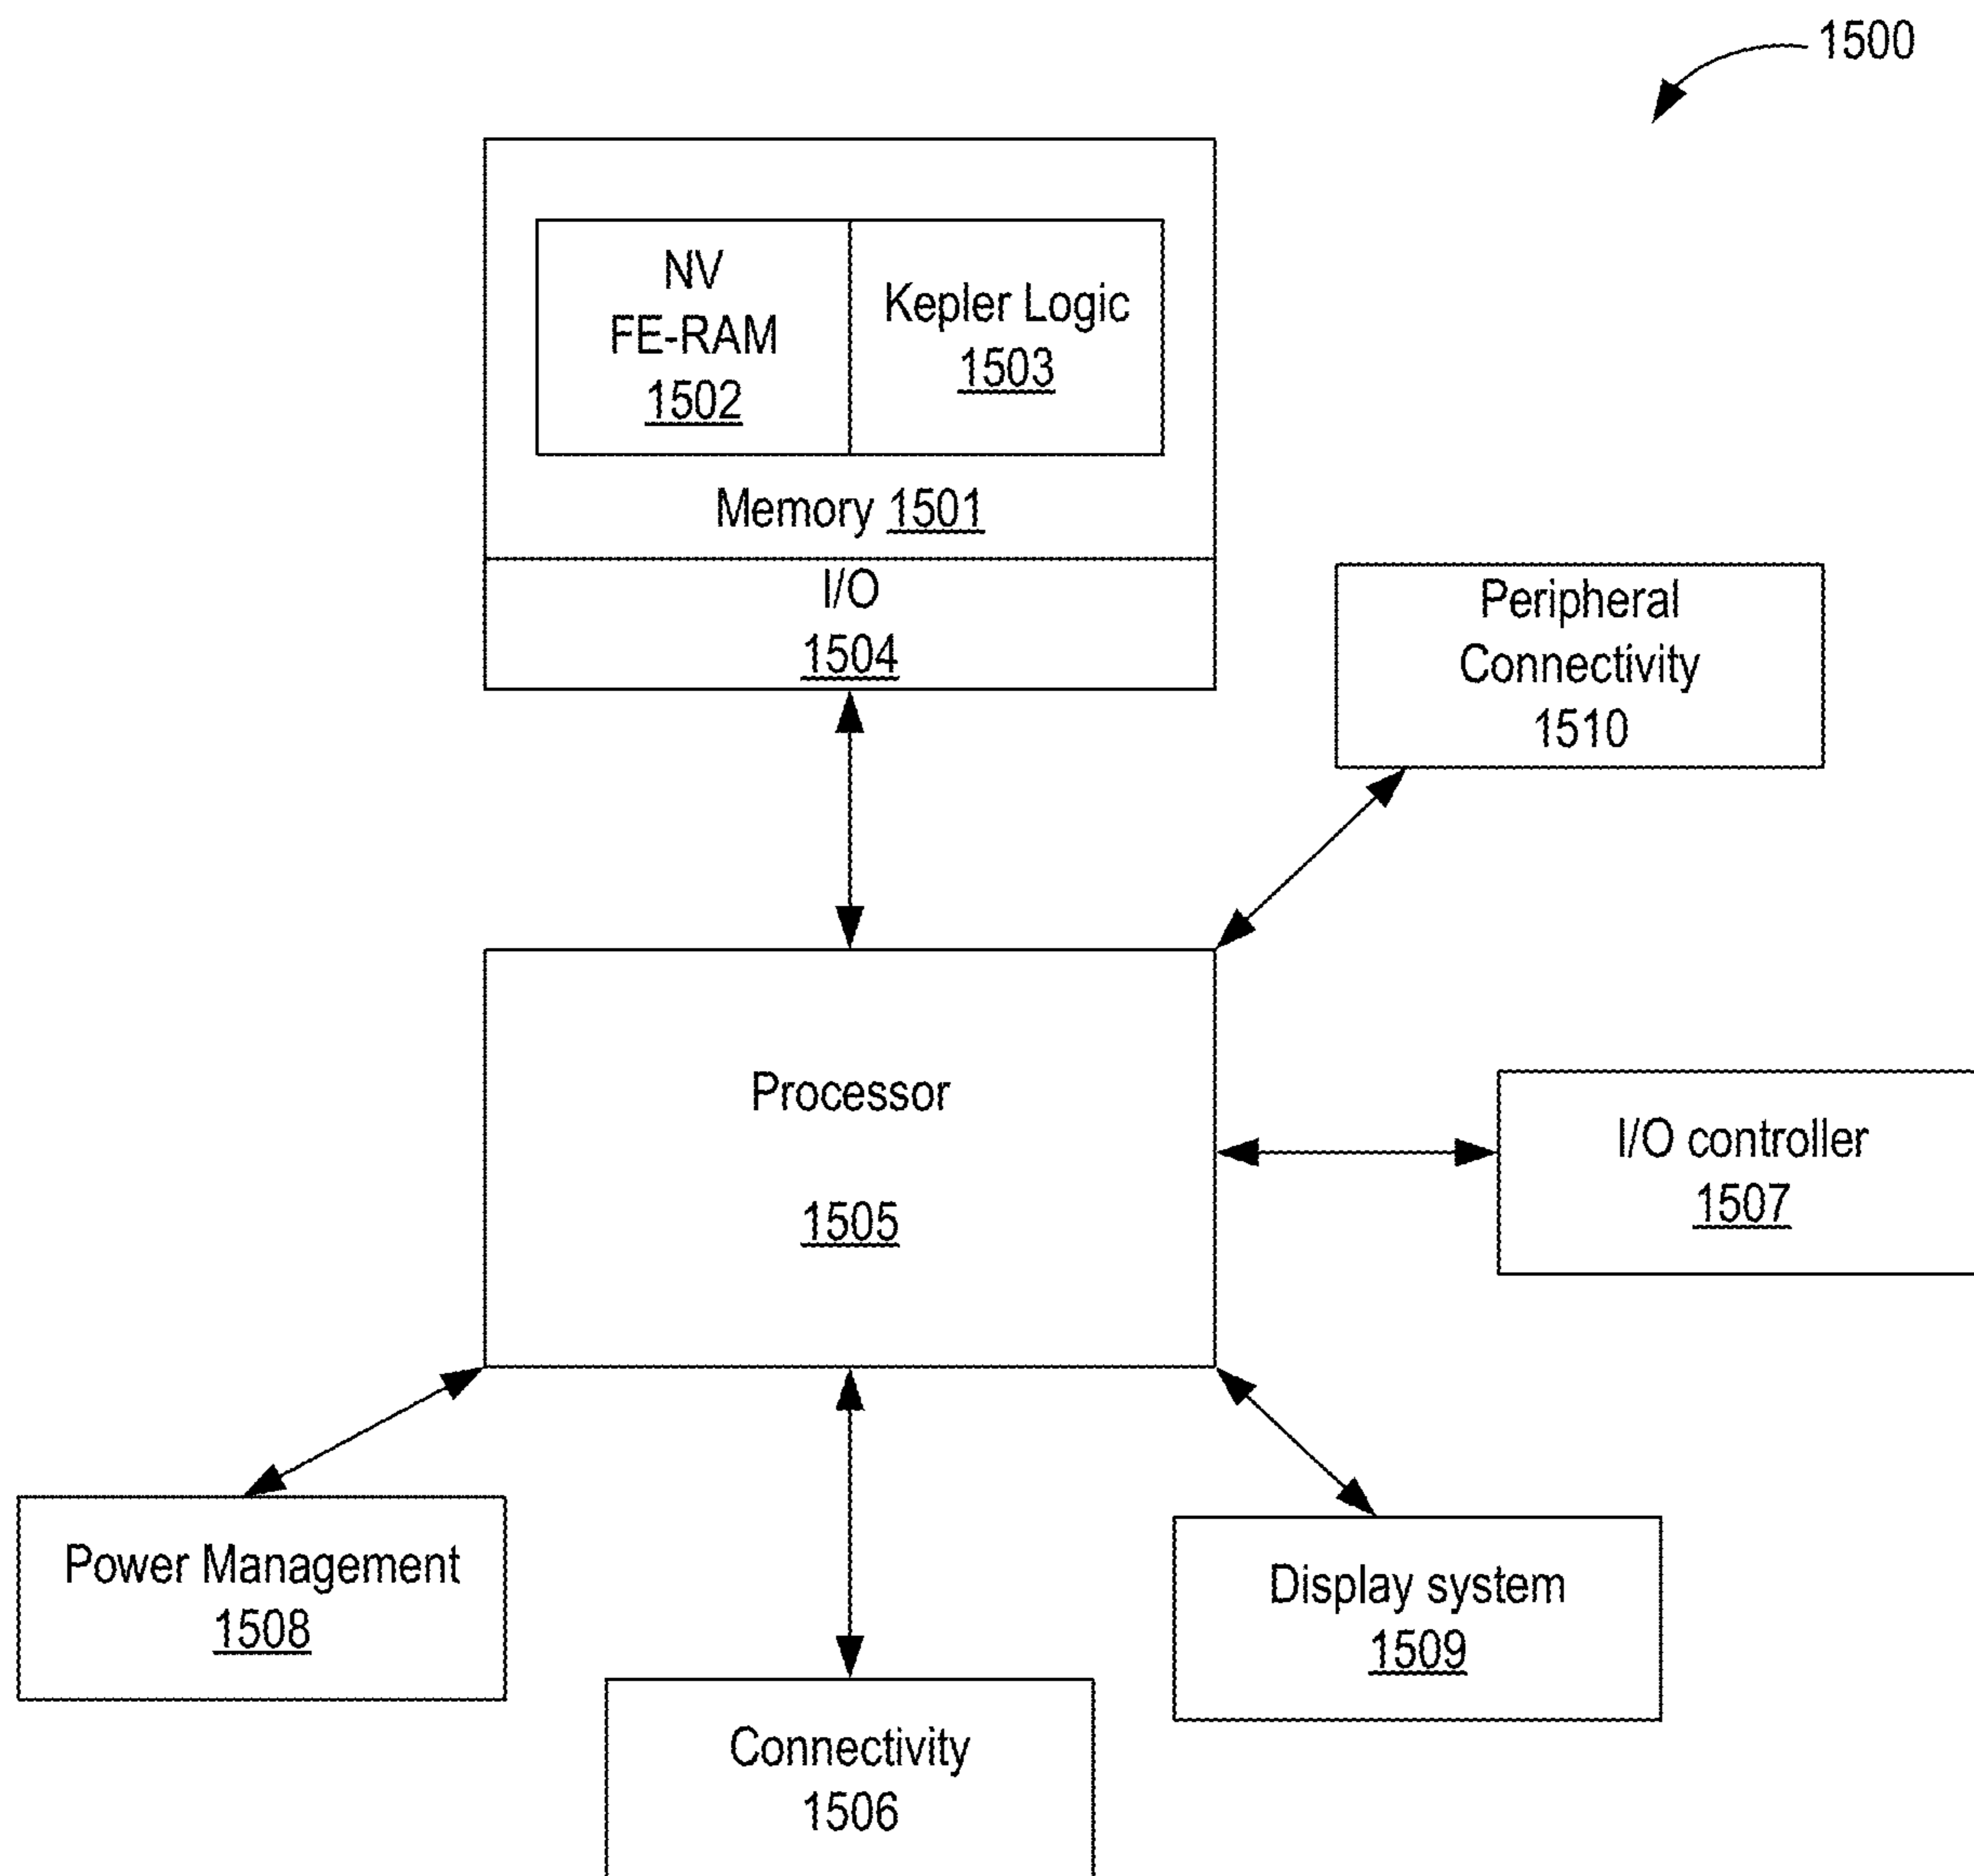 1500
NV
FE-RAM
1502
Kepler Logic
1503
Memory 1501
I/O
1504
Peripheral
Connectivity
1510
Processor
1505
I/O controller
1507
Power Management
1508
Display system
1509
Connectivity
1506